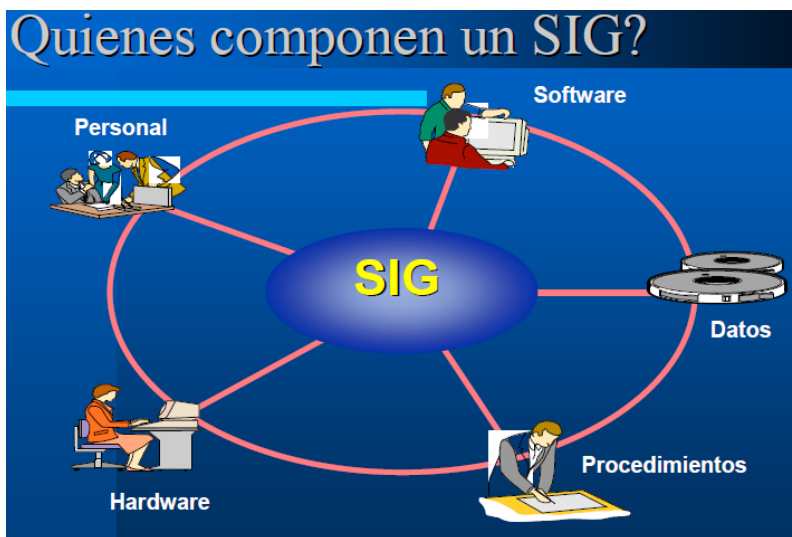 Quienes componen un SIG?
Software
Personal
SIG
Datos
Procedimientos
Hardware